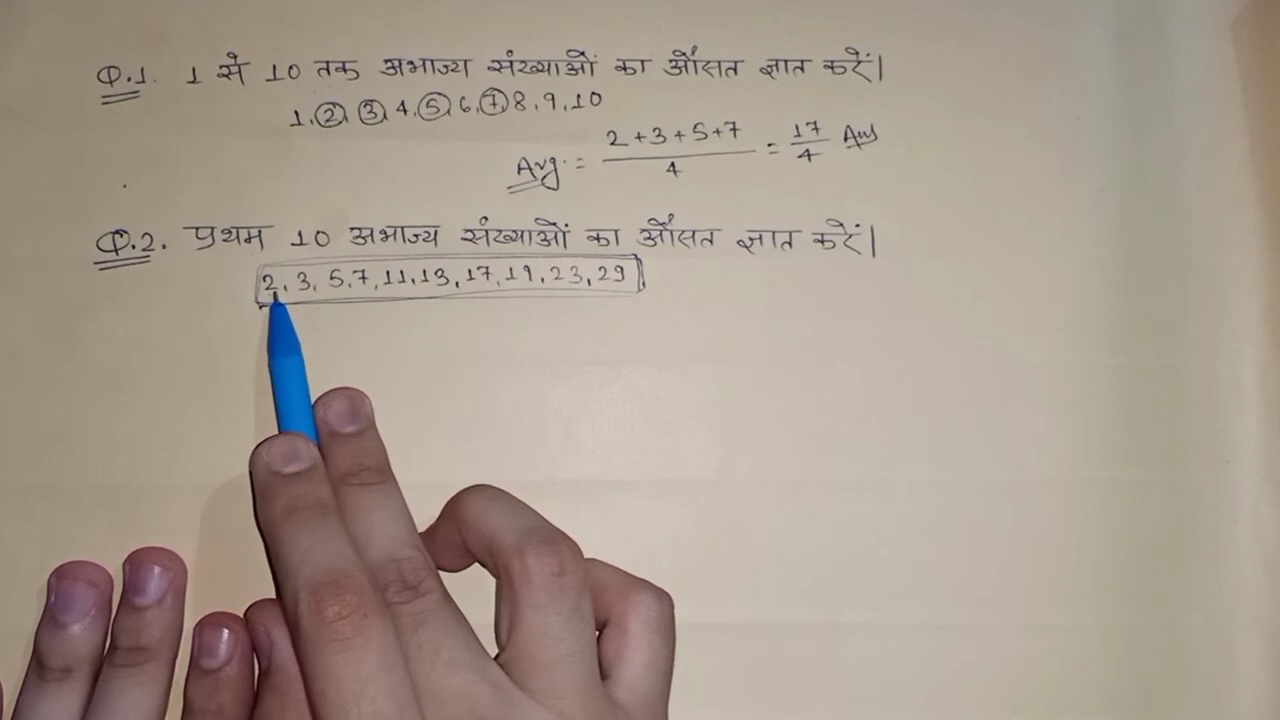 Q.1. 1 से 10 तक अभाज्य संख्याओं का औसत ज्ञात करें।
1, 2, 3, 4, 5, 6, 7, 8, 9, 10
Avg. = 2+3+5+7 / 4 = 17/4 Ans
Q.2. प्रथम 10 अभाज्य संख्याओं का औसत ज्ञात करें।
2, 3, 5, 7, 11, 13, 17, 19, 23, 29